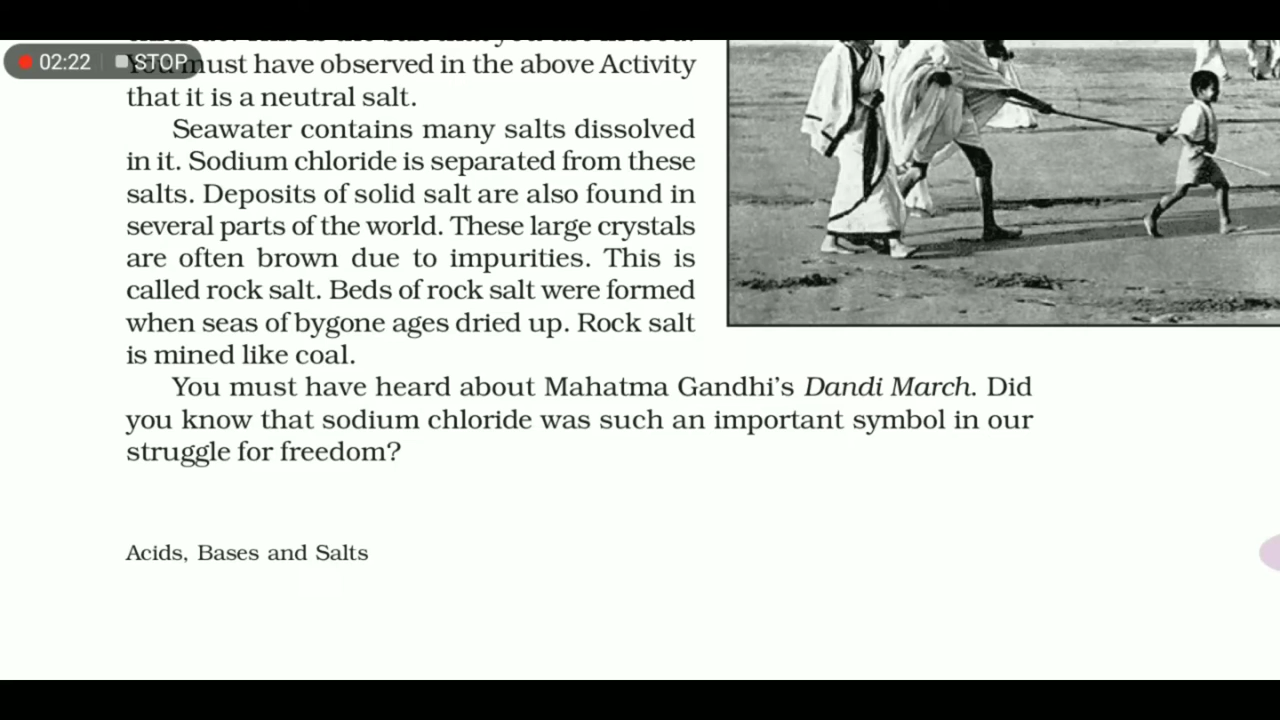 02:22 STOP
You must have observed in the above Activity
that it is a neutral salt.
Seawater contains many salts dissolved
in it. Sodium chloride is separated from these
salts. Deposits of solid salt are also found in
several parts of the world. These large crystals
are often brown due to impurities. This is
called rock salt. Beds of rock salt were formed
when seas of bygone ages dried up. Rock salt
is mined like coal.
You must have heard about Mahatma Gandhi’s Dandi March. Did
you know that sodium chloride was such an important symbol in our
struggle for freedom?
Acids, Bases and Salts